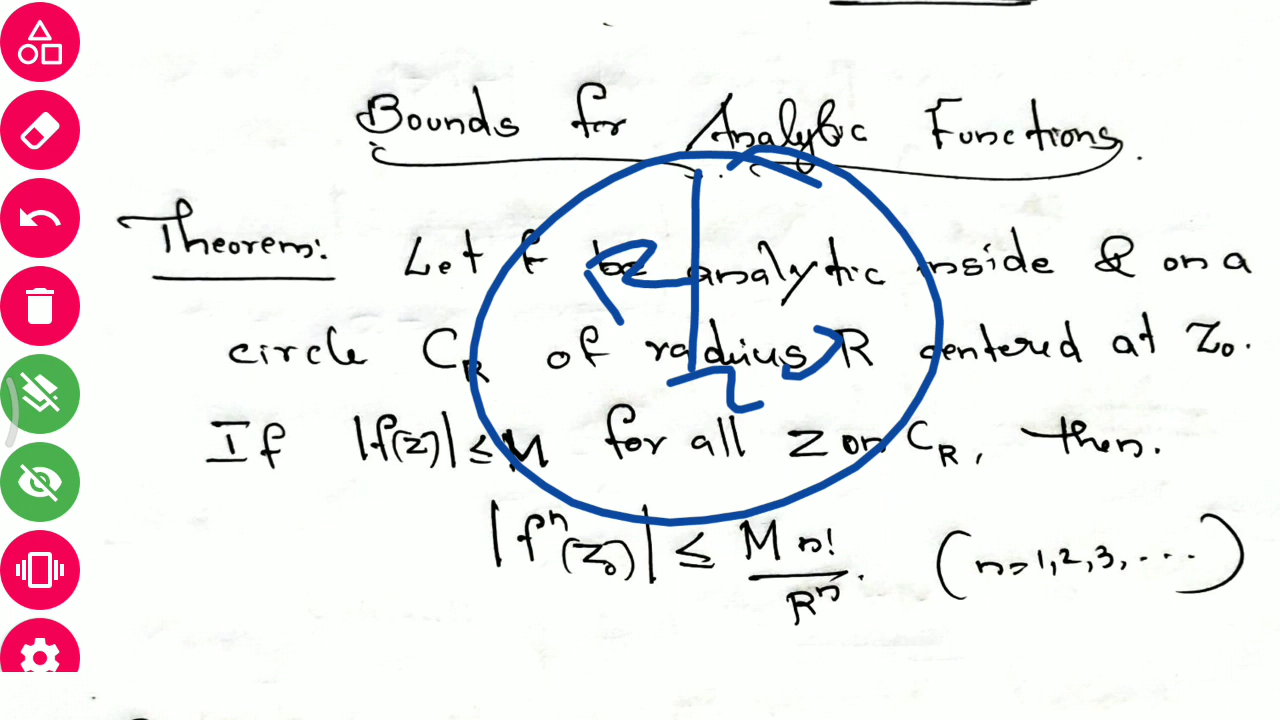 Bounds for Analytic Functions.
Theorem: Let f be analytic inside & on a
circle C_R of radius R centered at Z₀.
If |f(z)| ≤ M for all z on C_R, then.
|fⁿ(z₀)| ≤ M n! / Rⁿ. (n=1,2,3,...)